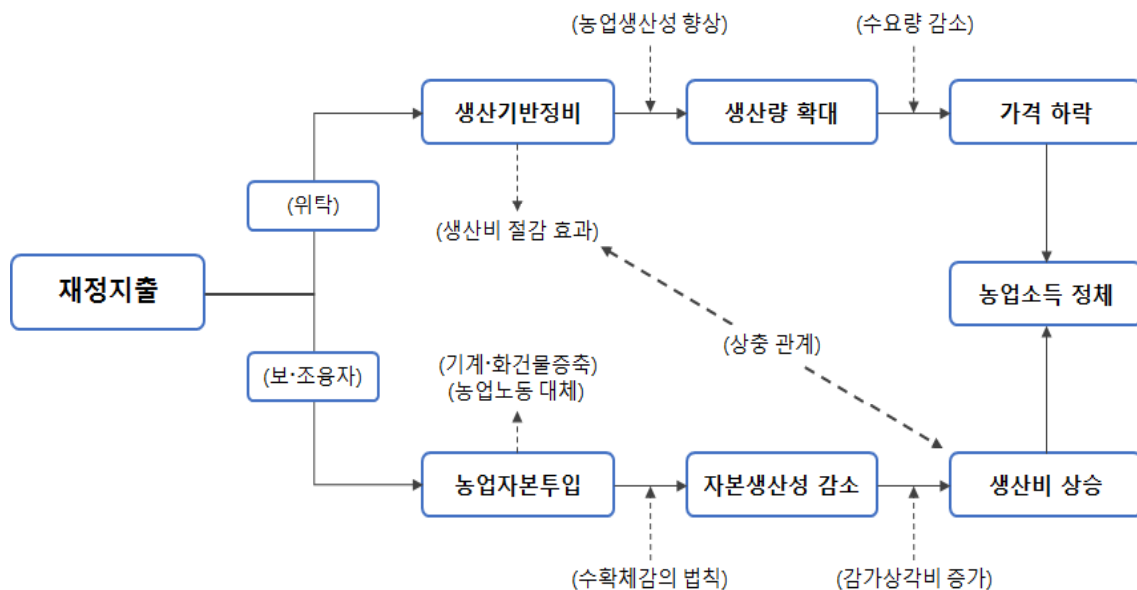 (농업생산성 향상)
(수요량 감소)
생산기반정비
생산량 확대
가격 하락
(위탁)
(생산비 절감 효과)
재정지출
농업소득 정체
(상충 관계)
(보·조융자)
(기계·화건물증축)
(농업노동 대체)
농업자본투입
자본생산성 감소
생산비 상승
(수확체감의 법칙)
(감가상각비 증가)